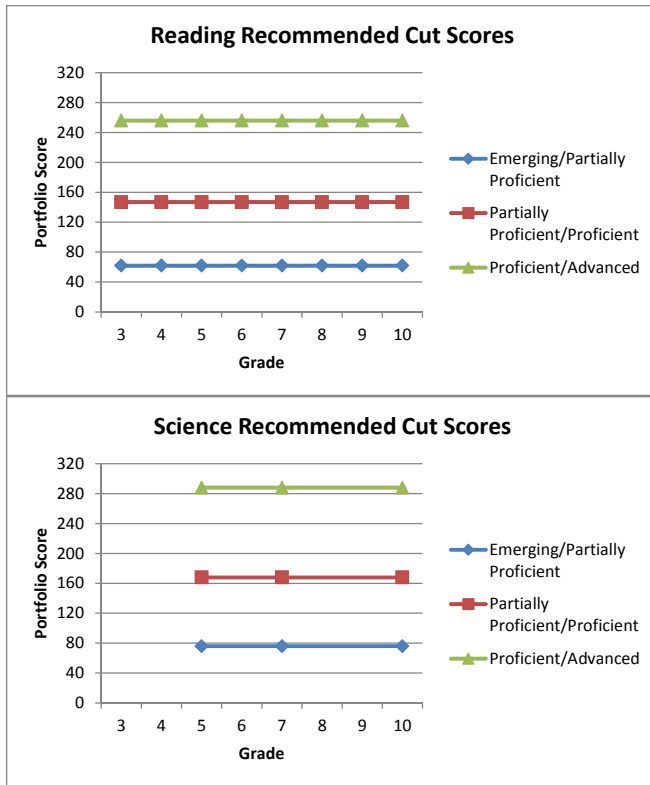 Reading Recommended Cut Scores
320
280
240
200
160
120
80
40
0
Portfolio Score
3 4 5 6 7 8 9 10
Grade
Emerging/Partially
Proficient
Partially
Proficient/Proficient
Proficient/Advanced
Science Recommended Cut Scores
320
280
240
200
160
120
80
40
0
Portfolio Score
3 4 5 6 7 8 9 10
Grade
Emerging/Partially
Proficient
Partially
Proficient/Proficient
Proficient/Advanced